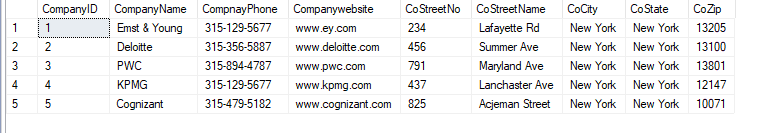 CompanyID CompanyName CompnayPhone Companywebsite CoStreetNo CoStreetName CoCity CoState CoZip
1 1 Ernst & Young 315-129-5677 www.ey.com 234 Lafayette Rd New York New York 13205
2 2 Deloitte 315-356-5887 www.deloitte.com 456 Summer Ave New York New York 13100
3 3 PWC 315-894-4787 www.pwc.com 791 Maryland Ave New York New York 13801
4 4 KPMG 315-129-5677 www.kpmg.com 437 Lanchaster Ave New York New York 12147
5 5 Cognizant 315-479-5182 www.cognizant.com 825 Acjeman Street New York New York 10071